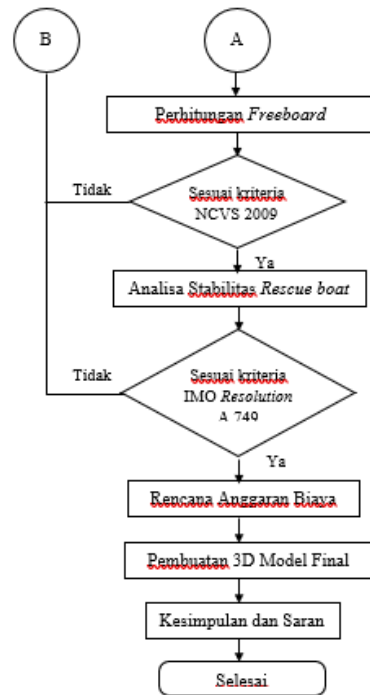 B
A
Perhitungan Freeboard
Tidak
Sesuai kriteria
NCVS 2009
Ya
Analisa Stabilitas Rescue boat
Tidak
Sesuai kriteria
IMO Resolution
A 749
Ya
Rencana Anggaran Biaya
Pembuatan 3D Model Final
Kesimpulan dan Saran
Selesai